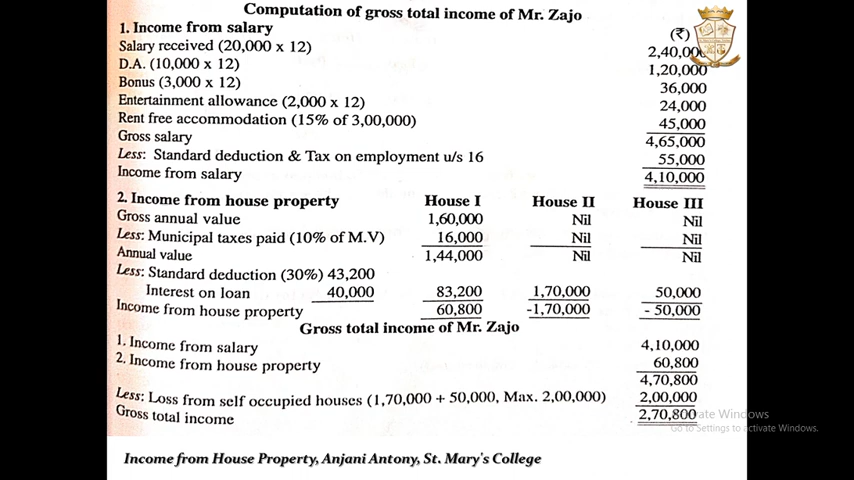 Computation of gross total income of Mr. Zajo
1. Income from salary (₹)
Salary received (20,000 x 12) 2,40,000
D.A. (10,000 x 12) 1,20,000
Bonus (3,000 x 12) 36,000
Entertainment allowance (2,000 x 12) 24,000
Rent free accommodation (15% of 3,00,000) 45,000
Gross salary 4,65,000
Less: Standard deduction & Tax on employment u/s 16 55,000
Income from salary 4,10,000
2. Income from house property House I House II House III
Gross annual value 1,60,000 Nil Nil
Less: Municipal taxes paid (10% of M.V) 16,000 Nil Nil
Annual value 1,44,000 Nil Nil
Less: Standard deduction (30%) 43,200
Interest on loan 40,000 83,200 1,70,000 50,000
Income from house property 60,800 -1,70,000 - 50,000
Gross total income of Mr. Zajo
1. Income from salary 4,10,000
2. Income from house property 60,800
4,70,800
Less: Loss from self occupied houses (1,70,000 + 50,000, Max. 2,00,000) 2,00,000
Gross total income 2,70,800
Activate Windows
Go to Settings to activate Windows.
Income from House Property, Anjani Antony, St. Mary's College